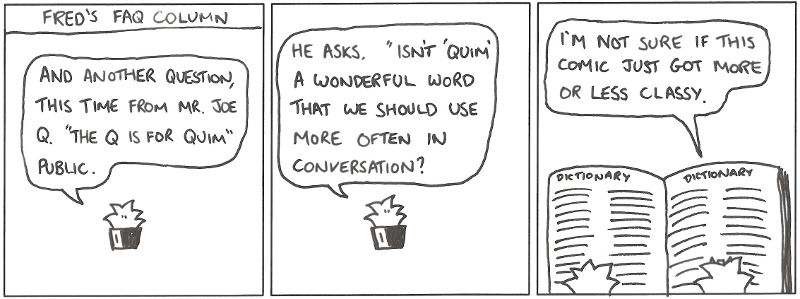 FRED'S FAQ COLUMN
AND ANOTHER QUESTION,
THIS TIME FROM MR. JOE
Q. "THE Q IS FOR QUIM"
PUBLIC.
HE ASKS, "ISN'T 'QUIM'
A WONDERFUL WORD
THAT WE SHOULD USE
MORE OFTEN IN
CONVERSATION?
I'M NOT SURE IF THIS
COMIC JUST GOT MORE
OR LESS CLASSY.
DICTIONARY
DICTIONARY